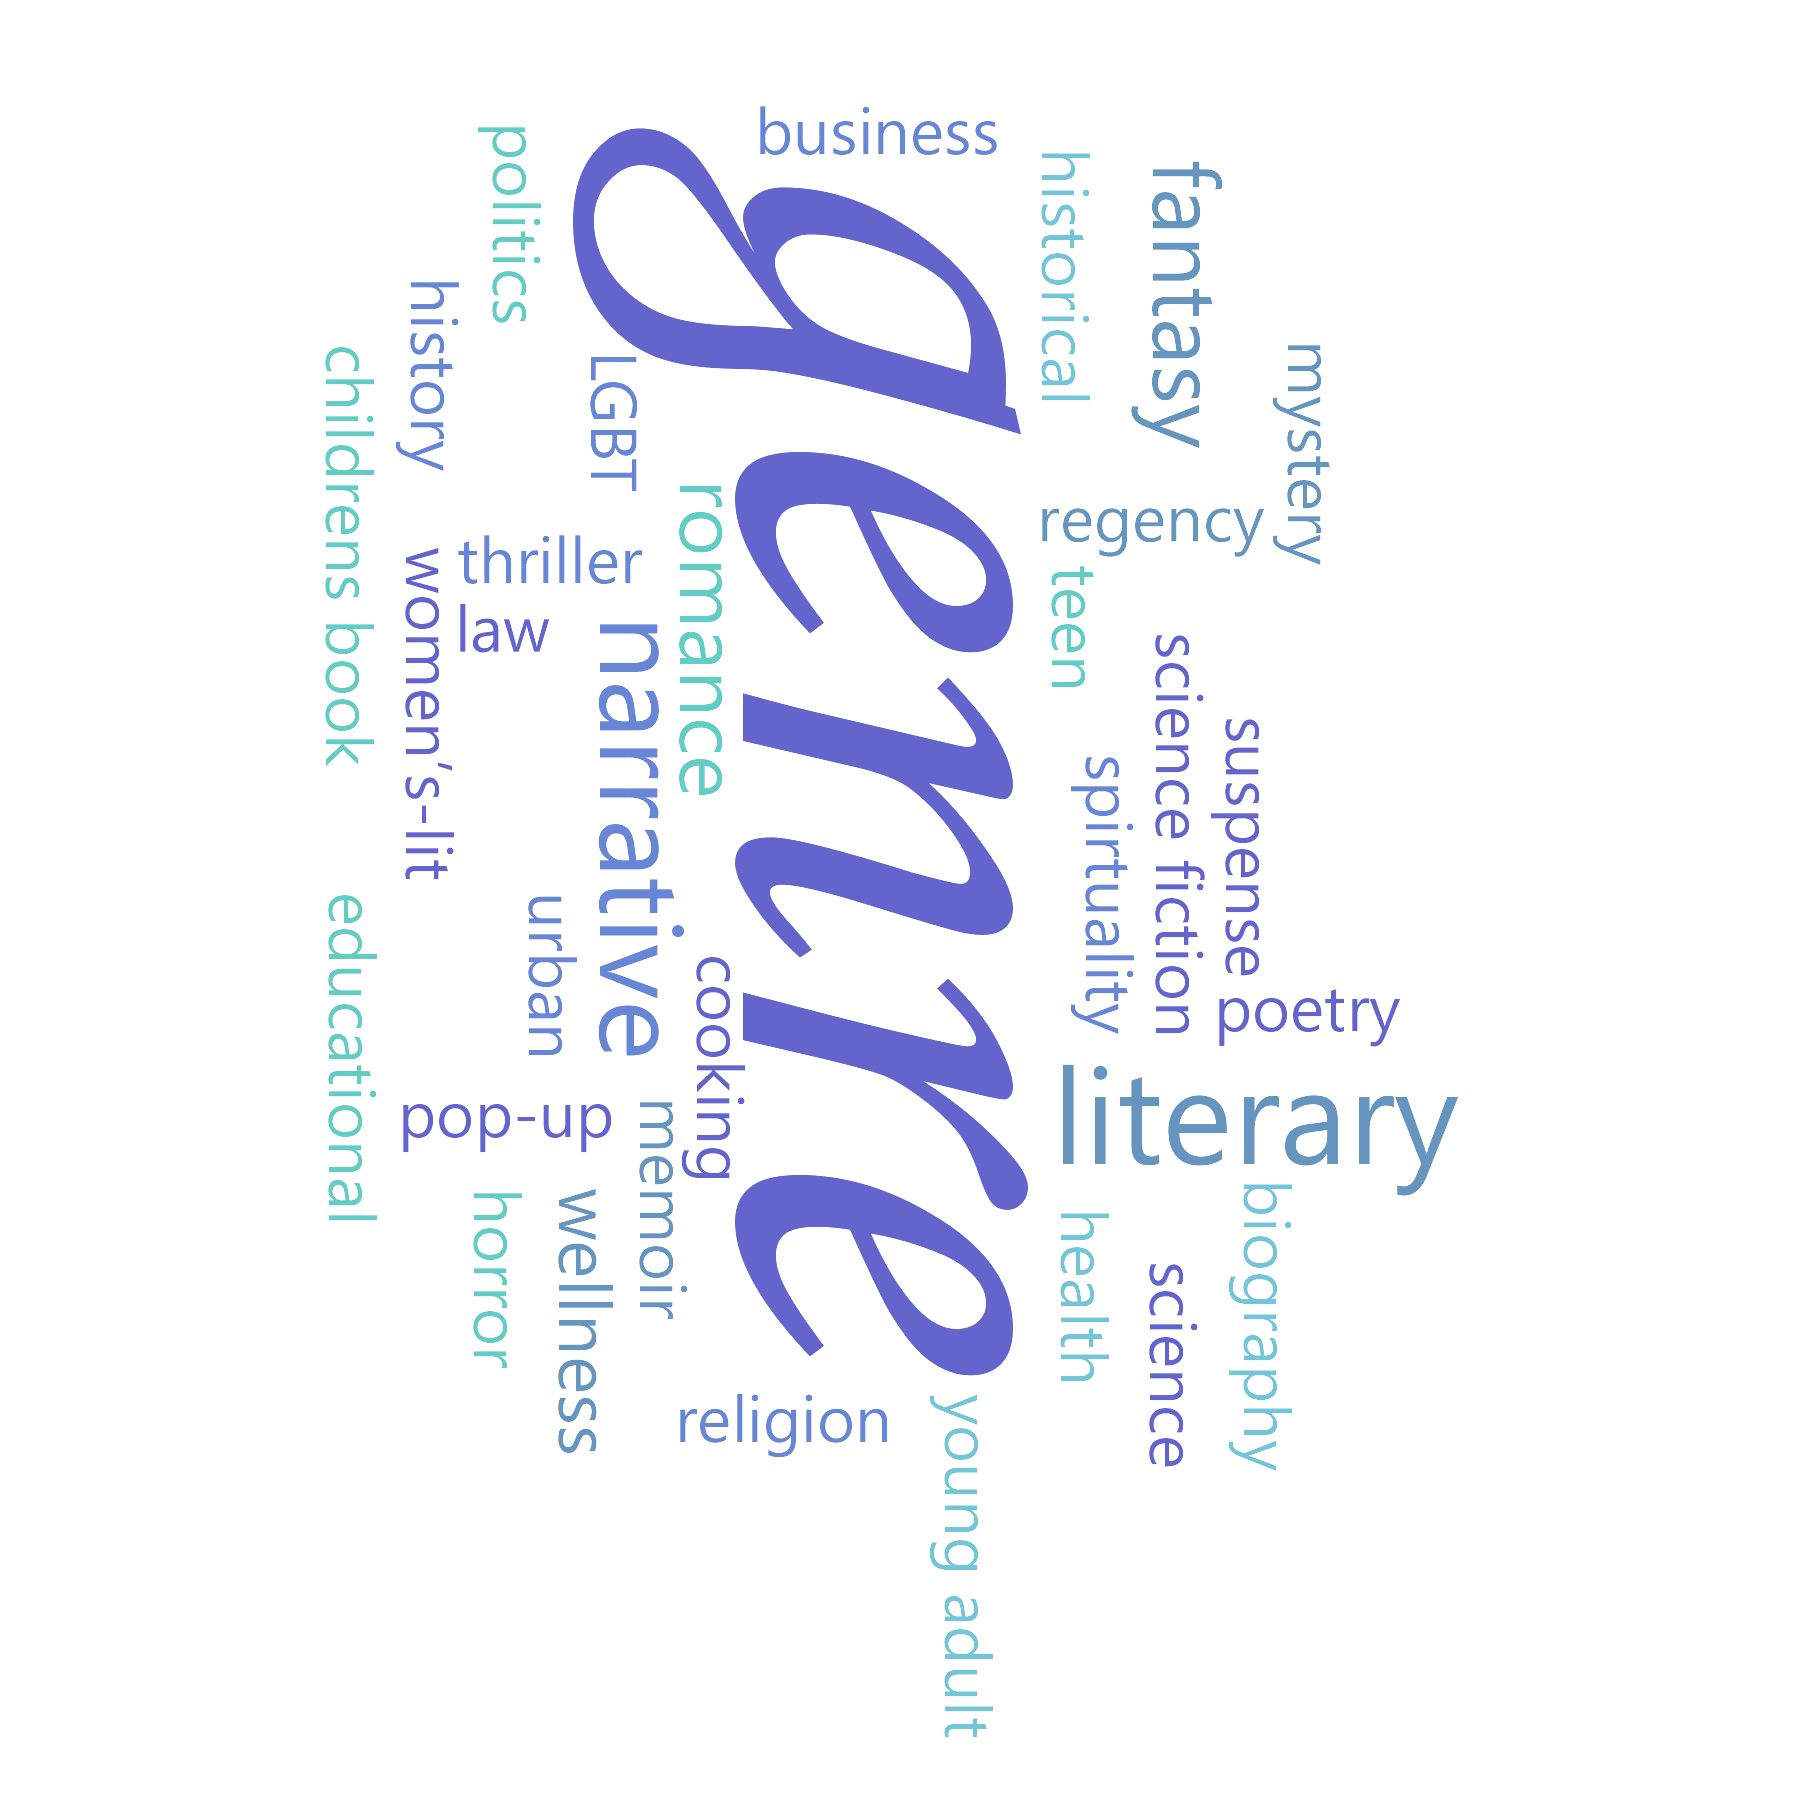 business
politics
genre
historical
fantasy
history
mystery
childrens book
LGBT
romance
regency
thriller
women's-lit
teen
law
narrative
science fiction
suspense
spirtuality
educational
urban
cooking
poetry
literary
pop-up
memoir
biography
horror
wellness
health
science
religion
young adult